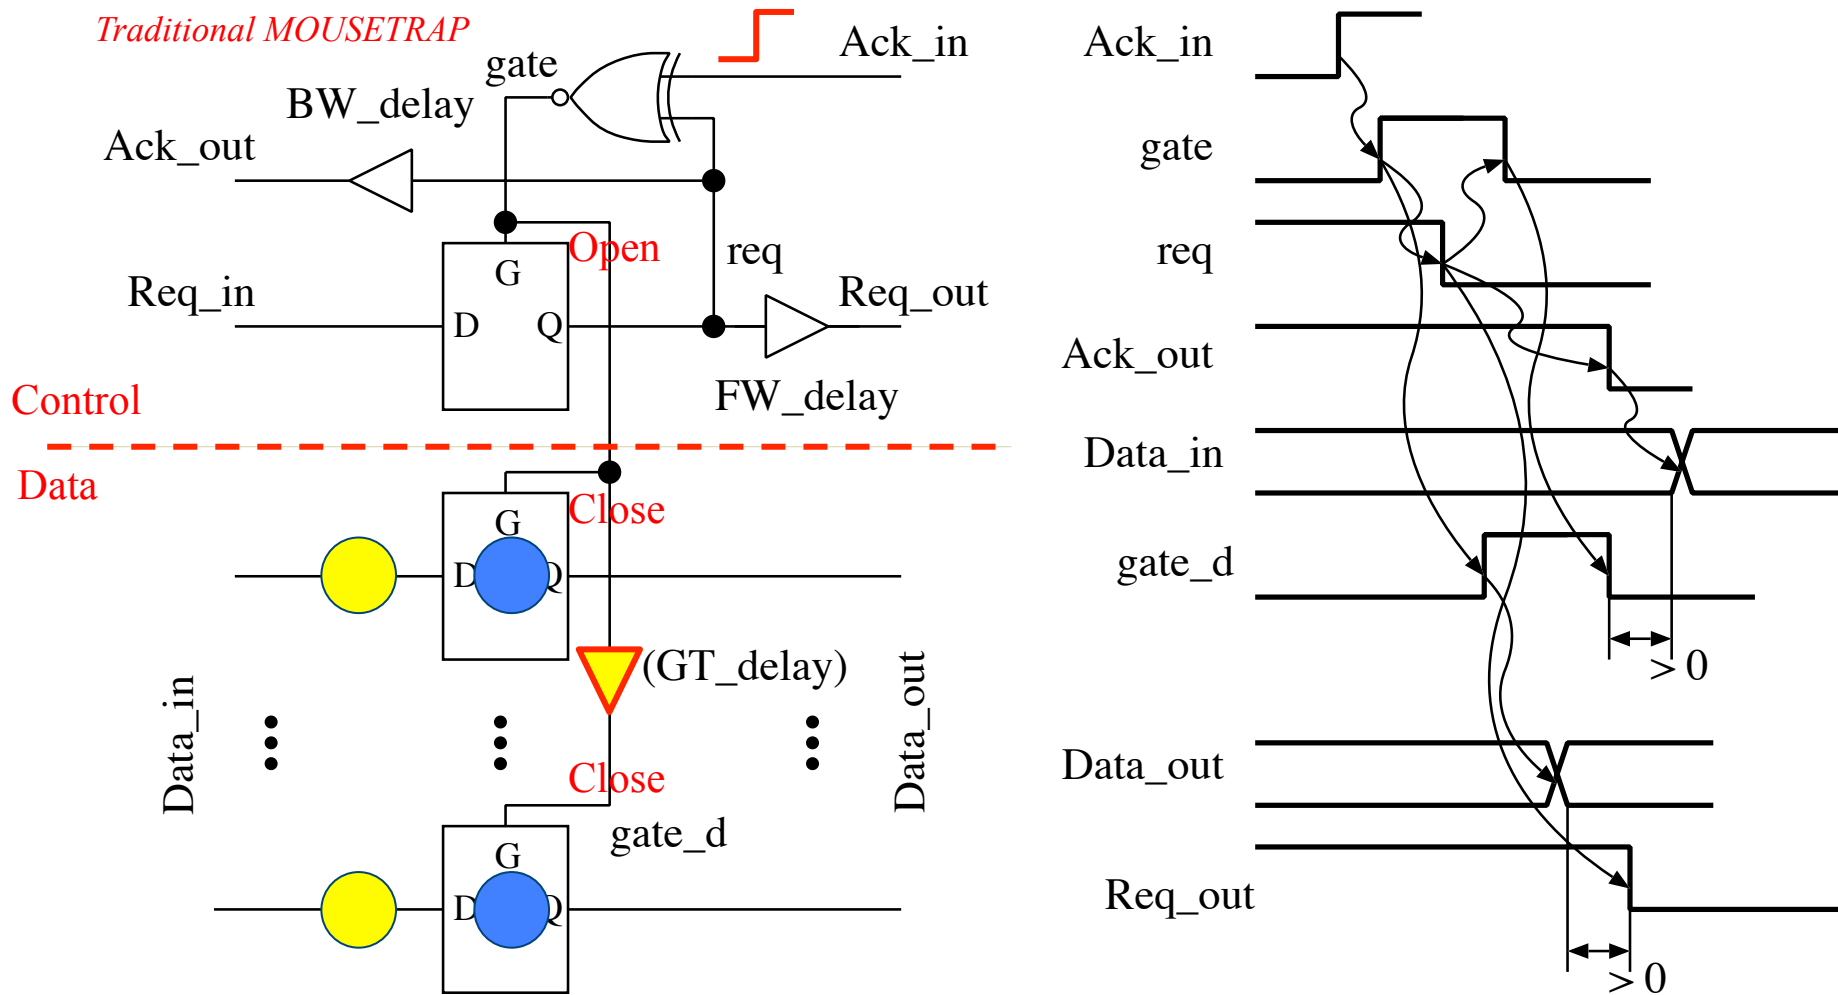 Traditional MOUSETRAP
gate
Ack_in
BW_delay
Ack_out
Open
G
req
Req_in
D
Q
Req_out
FW_delay
Control
Data
Close
G
D
Q
(GT_delay)
Data_in
Data_out
Close
gate_d
G
D
Q
Ack_in
gate
req
Ack_out
Data_in
gate_d
> 0
Data_out
Req_out
> 0